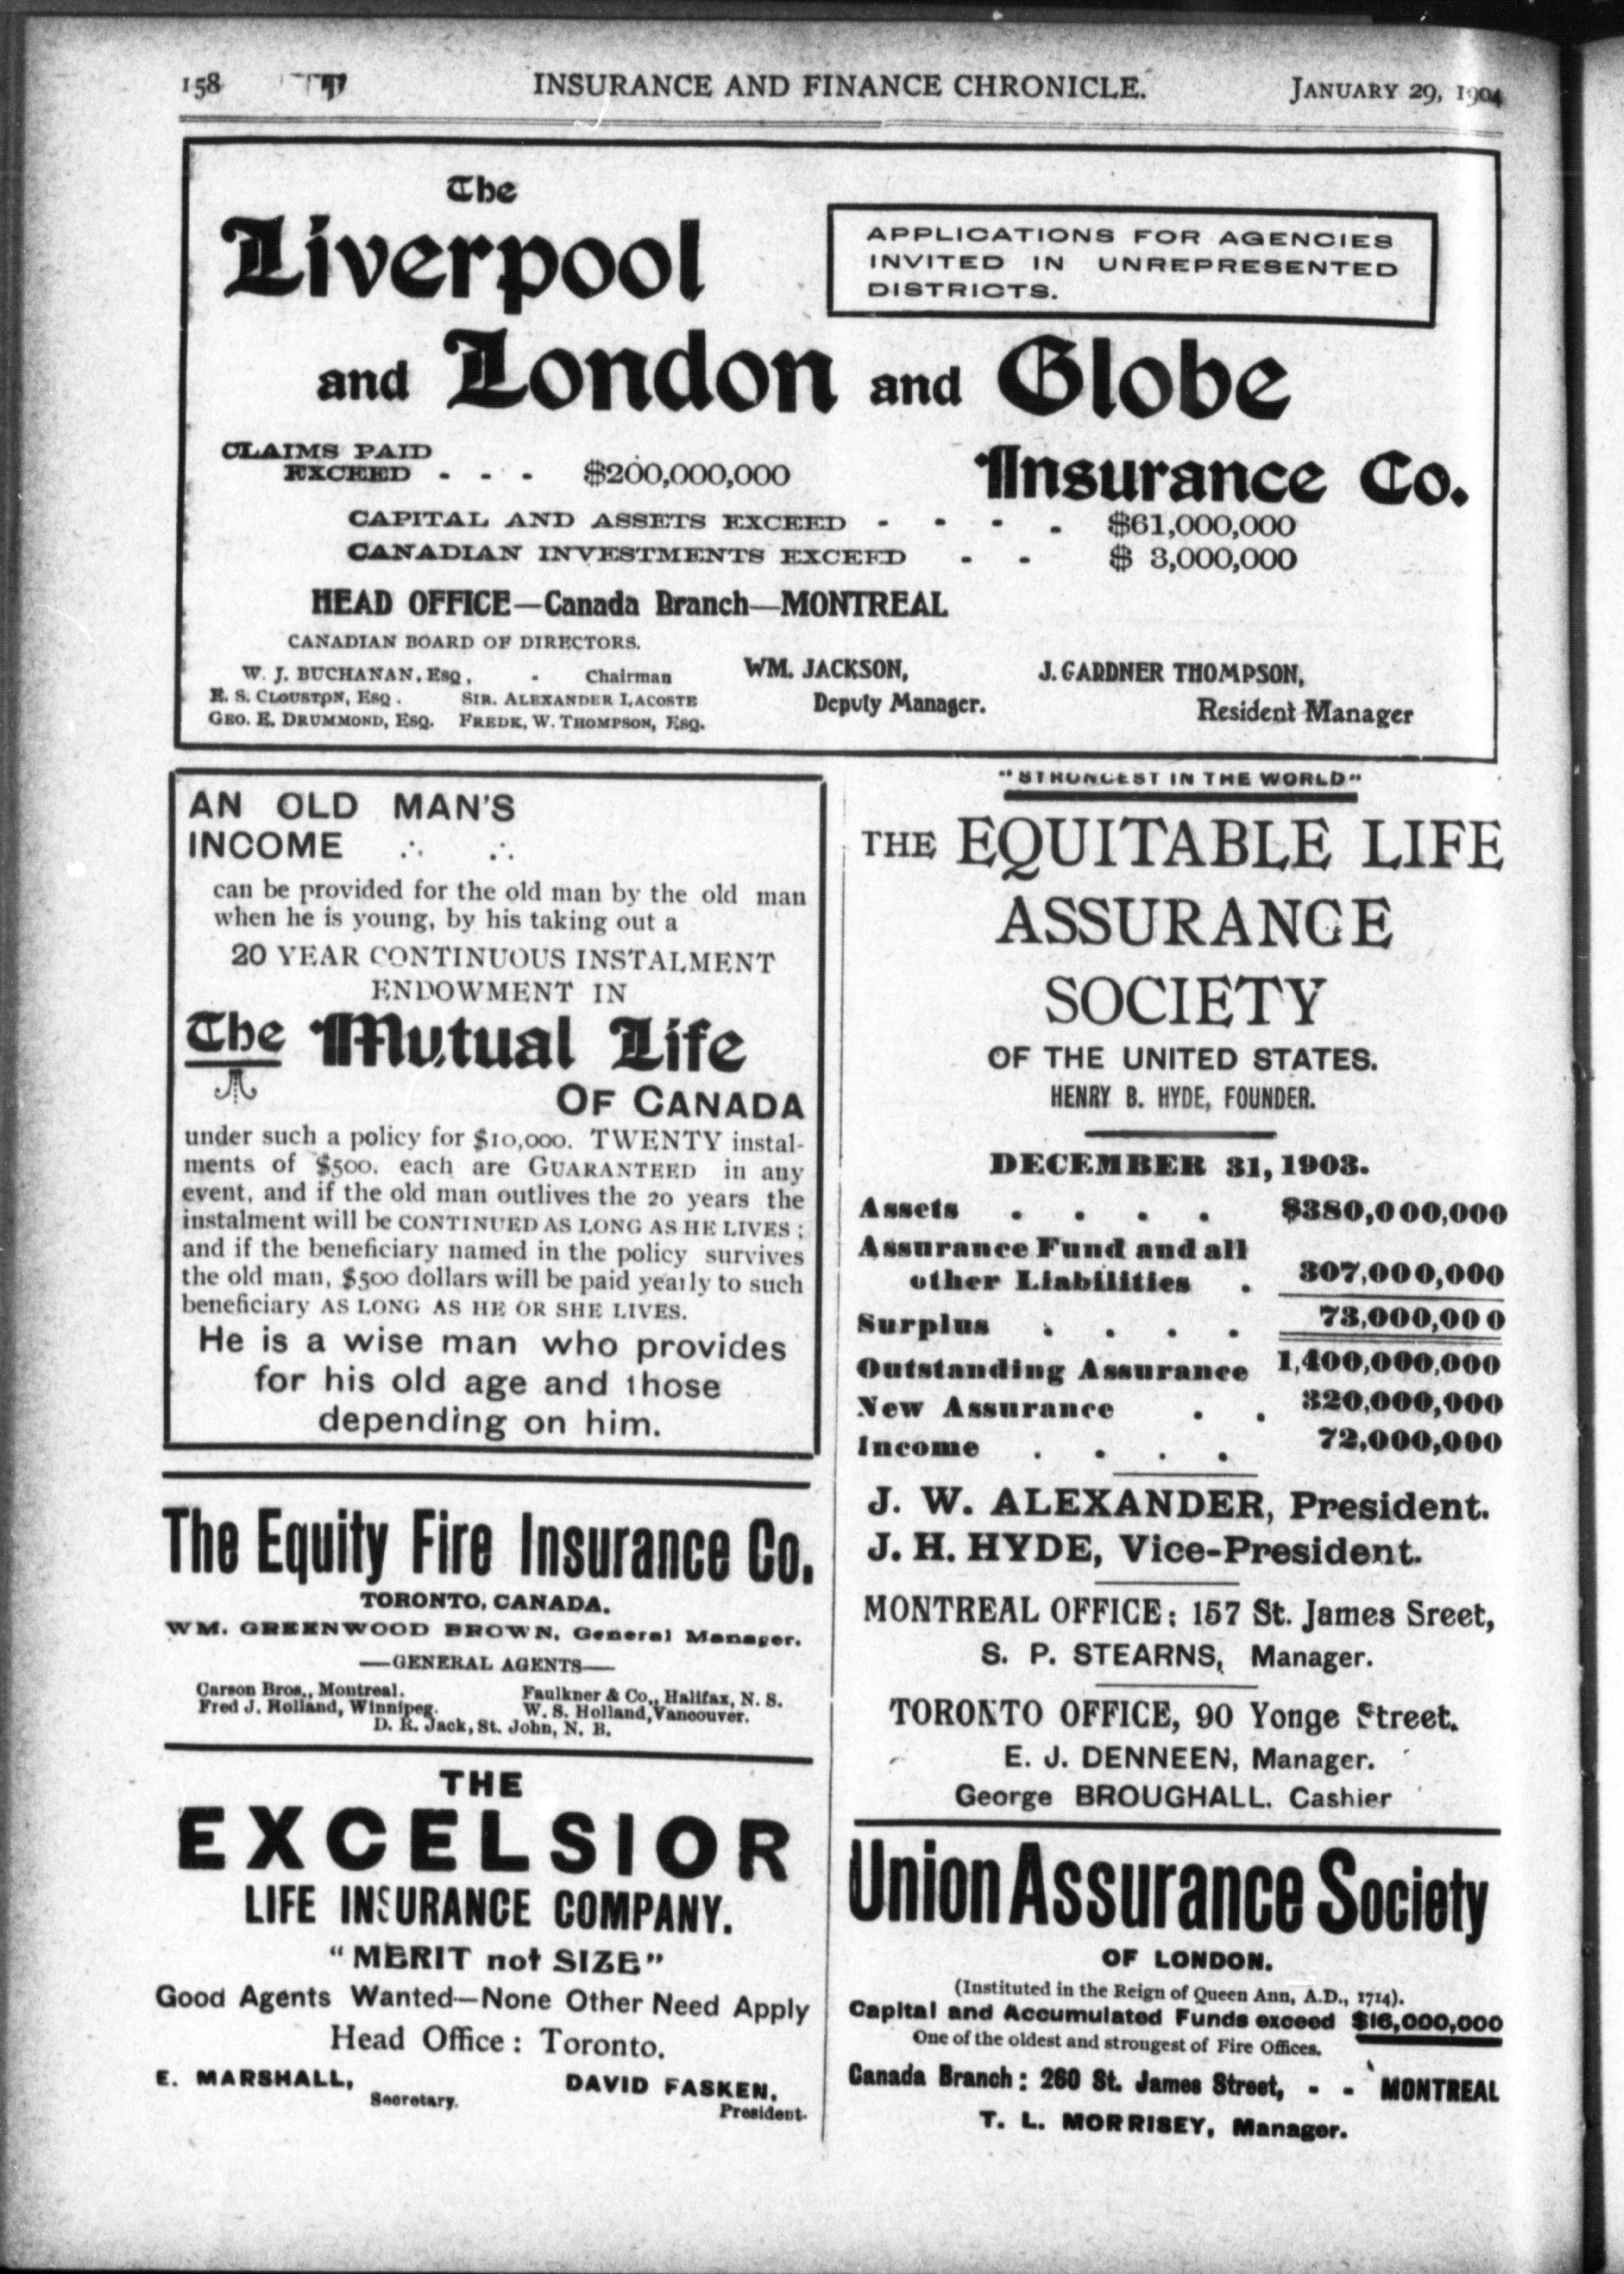 158
INSURANCE AND FINANCE CHRONICLE.
JANUARY 29, 1904
The
Liverpool
APPLICATIONS FOR AGENCIES
INVITED IN UNREPRESENTED
DISTRICTS.
and London and Globe
Insurance Co.
CLAIMS PAID
EXCEED - - - $200,000,000
CAPITAL AND ASSETS EXCEED - - - - $61,000,000
CANADIAN INVESTMENTS EXCEED - - $ 3,000,000
HEAD OFFICE—Canada Branch—MONTREAL
CANADIAN BOARD OF DIRECTORS.
W. J. BUCHANAN, ESQ, - Chairman
E. S. CLOUSTON, ESQ. SIR. ALEXANDER LACOSTE
GEO. E. DRUMMOND, ESQ. FREDK, W. THOMPSON, ESQ.
WM. JACKSON,
Deputy Manager.
J. GARDNER THOMPSON,
Resident Manager
AN OLD MAN'S
INCOME ∴ ∴
can be provided for the old man by the old man
when he is young, by his taking out a
20 YEAR CONTINUOUS INSTALMENT
ENDOWMENT IN
The Mutual Life
OF CANADA
under such a policy for $10,000. TWENTY instal-
ments of $500. each are GUARANTEED in any
event, and if the old man outlives the 20 years the
instalment will be CONTINUED AS LONG AS HE LIVES ;
and if the beneficiary named in the policy survives
the old man, $500 dollars will be paid yearly to such
beneficiary AS LONG AS HE OR SHE LIVES.
He is a wise man who provides
for his old age and those
depending on him.
The Equity Fire Insurance Co.
TORONTO, CANADA.
WM. GREENWOOD BROWN, General Manager.
—GENERAL AGENTS—
Carson Bros., Montreal. Faulkner & Co., Halifax, N. S.
Fred J. Holland, Winnipeg. W. S. Holland, Vancouver.
D. R. Jack, St. John, N. B.
THE
EXCELSIOR
LIFE INSURANCE COMPANY.
"MERIT not SIZE"
Good Agents Wanted—None Other Need Apply
Head Office : Toronto.
E. MARSHALL,
Secretary.
DAVID FASKEN,
President.
"STRONGEST IN THE WORLD"
THE EQUITABLE LIFE
ASSURANCE
SOCIETY
OF THE UNITED STATES.
HENRY B. HYDE, FOUNDER.
DECEMBER 31, 1903.
Assets . . . . $380,000,000
Assurance Fund and all
other Liabilities . 307,000,000
Surplus . . . . 73,000,000
Outstanding Assurance 1,400,000,000
New Assurance . . 320,000,000
Income . . . . 72,000,000
J. W. ALEXANDER, President.
J. H. HYDE, Vice-President.
MONTREAL OFFICE: 157 St. James Sreet,
S. P. STEARNS, Manager.
TORONTO OFFICE, 90 Yonge Street.
E. J. DENNEEN, Manager.
George BROUGHALL. Cashier
Union Assurance Society
OF LONDON.
(Instituted in the Reign of Queen Ann, A.D., 1714).
Capital and Accumulated Funds exceed $16,000,000
One of the oldest and strongest of Fire Offices.
Canada Branch: 260 St. James Street, - - MONTREAL
T. L. MORRISEY, Manager.